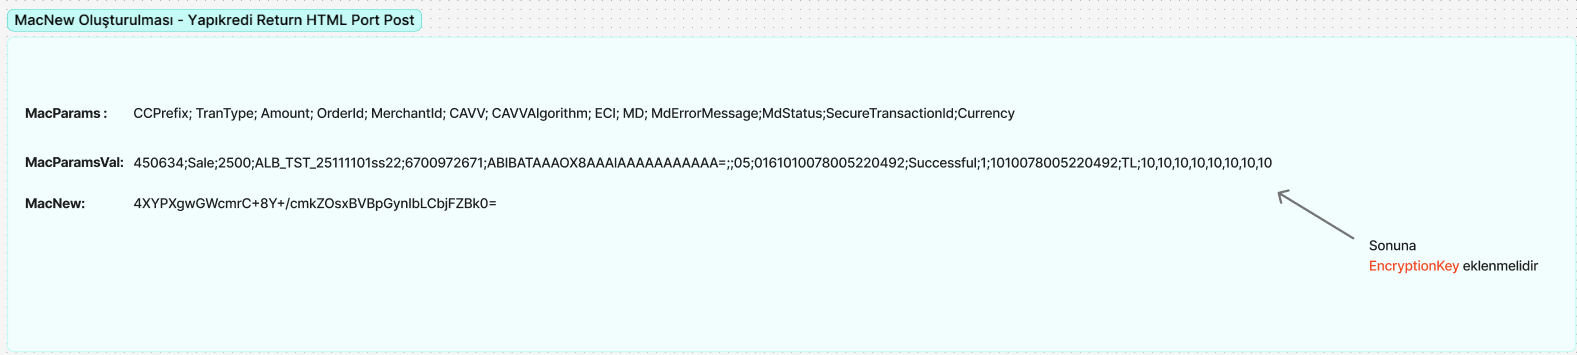 MacNew Oluşturulması - Yapıkredi Return HTML Port Post
MacParams : CCPrefix; TranType; Amount; OrderId; MerchantId; CAVV; CAVVAlgorithm; ECI; MD; MdErrorMessage;MdStatus;SecureTransactionId;Currency
MacParamsVal: 450634;Sale;2500;ALB_TST_25111101ss22;6700972671;ABIBATAAAOX8AAAIAAAAAAAAAAA=;;05;0161010078005220492;Successful;1;1010078005220492;TL;10,10,10,10,10,10,10,10
MacNew: 4XYPXgwGWcmrC+8Y+/cmkZOsxBVBpGynIbLCbjFZBk0=
Sonuna
EncryptionKey eklenmelidir